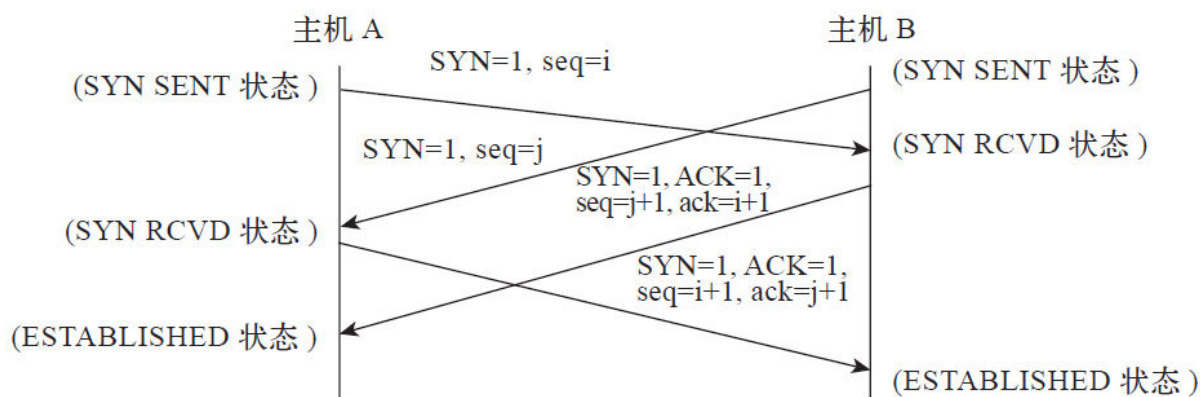 主机 A
主机 B
SYN=1, seq=i
(SYN SENT 状态 )
(SYN SENT 状态 )
SYN=1, seq=j
(SYN RCVD 状态 )
SYN=1, ACK=1,
seq=j+1, ack=i+1
(SYN RCVD 状态 )
SYN=1, ACK=1,
seq=i+1, ack=j+1
(ESTABLISHED 状态 )
(ESTABLISHED 状态 )